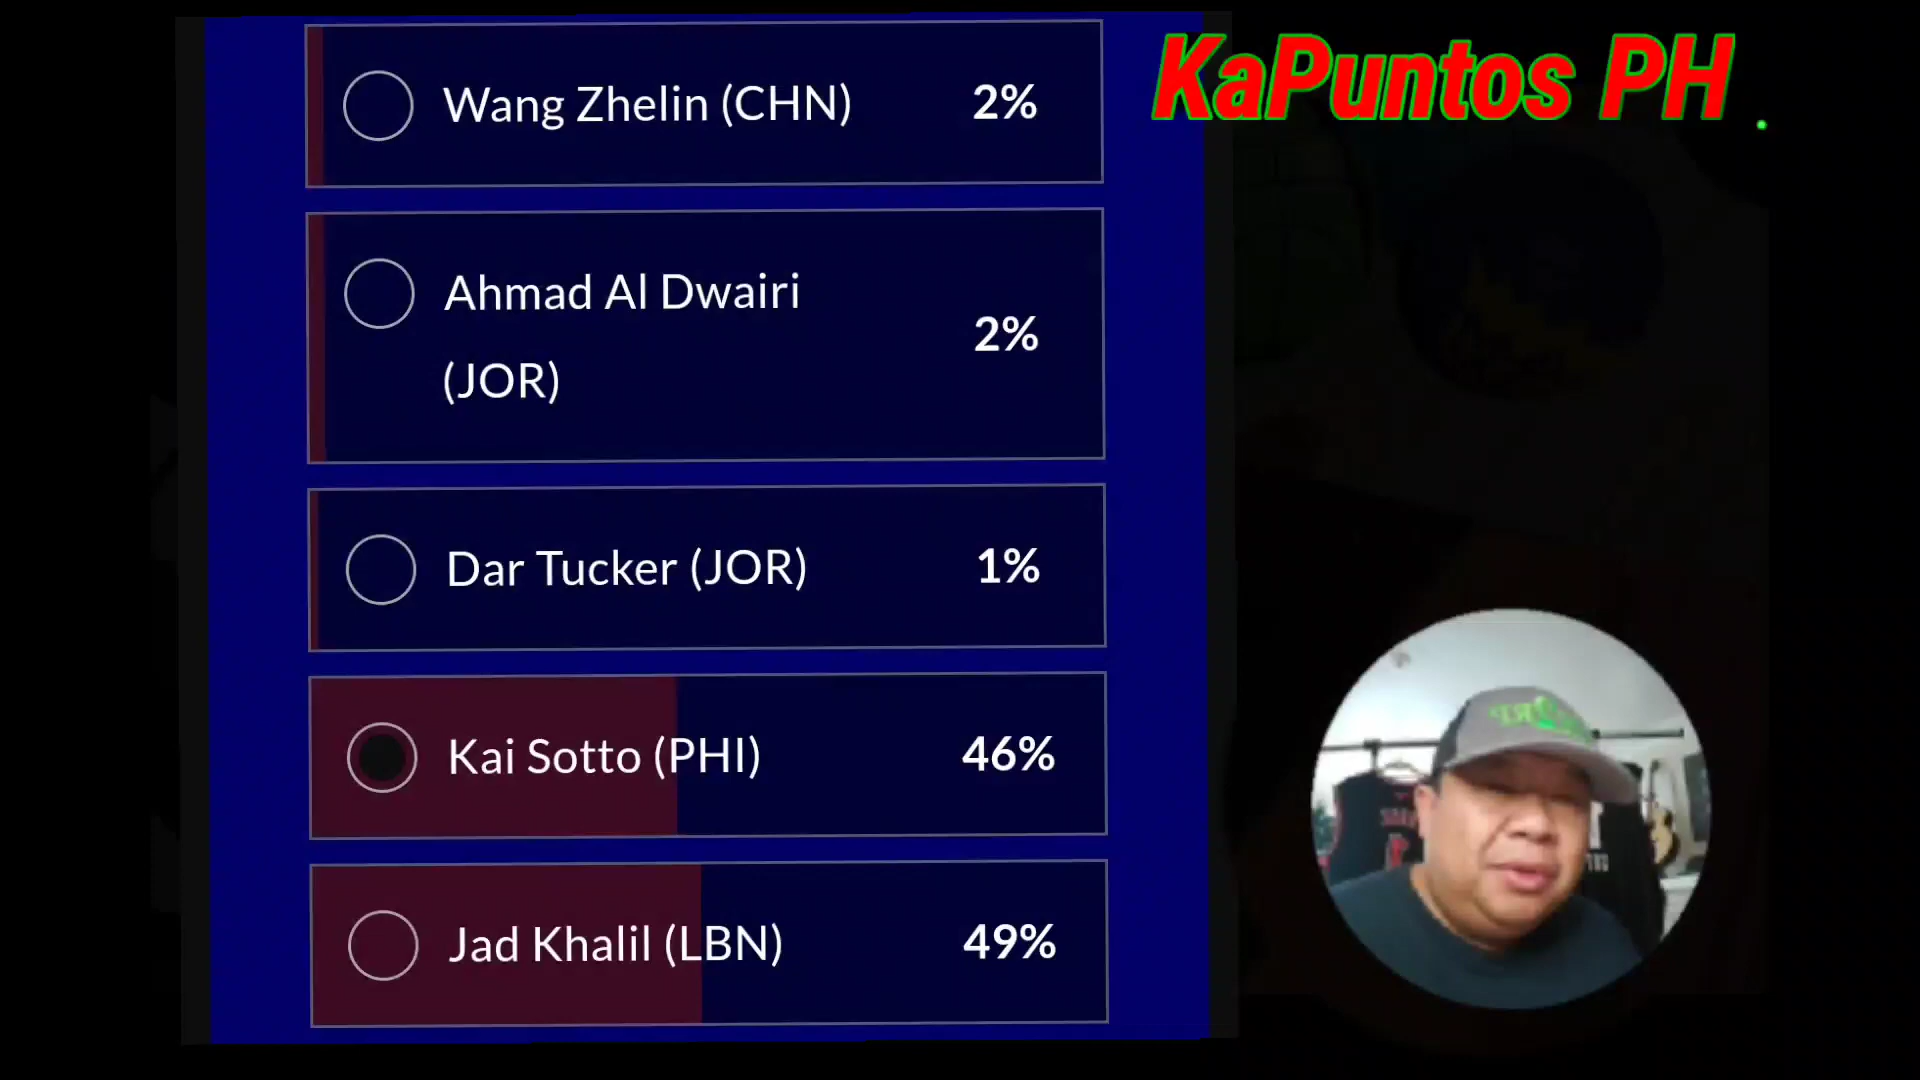 KaPuntos PH
Wang Zhelin (CHN) 2%
Ahmad Al Dwairi
(JOR)
2%
Dar Tucker (JOR) 1%
Kai Sotto (PHI) 46%
Jad Khalil (LBN) 49%